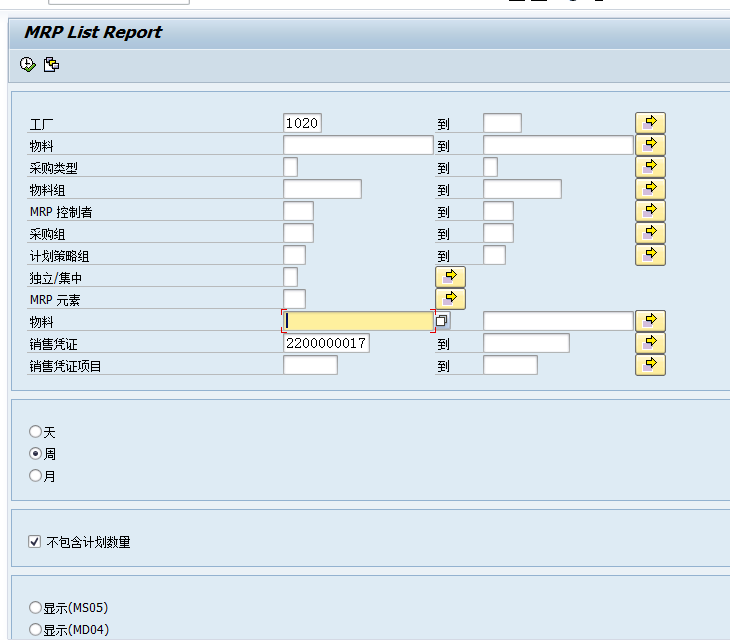 MRP List Report
工厂 1020 到
物料 到
采购类型 到
物料组 到
MRP 控制者 到
采购组 到
计划策略组 到
独立/集中
MRP 元素
物料
销售凭证 2200000017 到
销售凭证项目 到
天
周
月
不包含计划数量
显示(MS05)
显示(MD04)